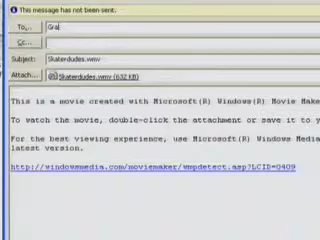 This message has not been sent.
To... Gra
Cc...
Subject: Skaterdudes.wmv
Attach... Skaterdudes.wmv (632 KB)
This is a movie created with Microsoft(R) Windows(R) Movie Make
To watch the movie, double-click the attachment or save it to y
For the best viewing experience, use Microsoft(R) Windows Media
latest version.
http://windowsmedia.com/moviemaker/wmpdetect.asp?LCID=0409